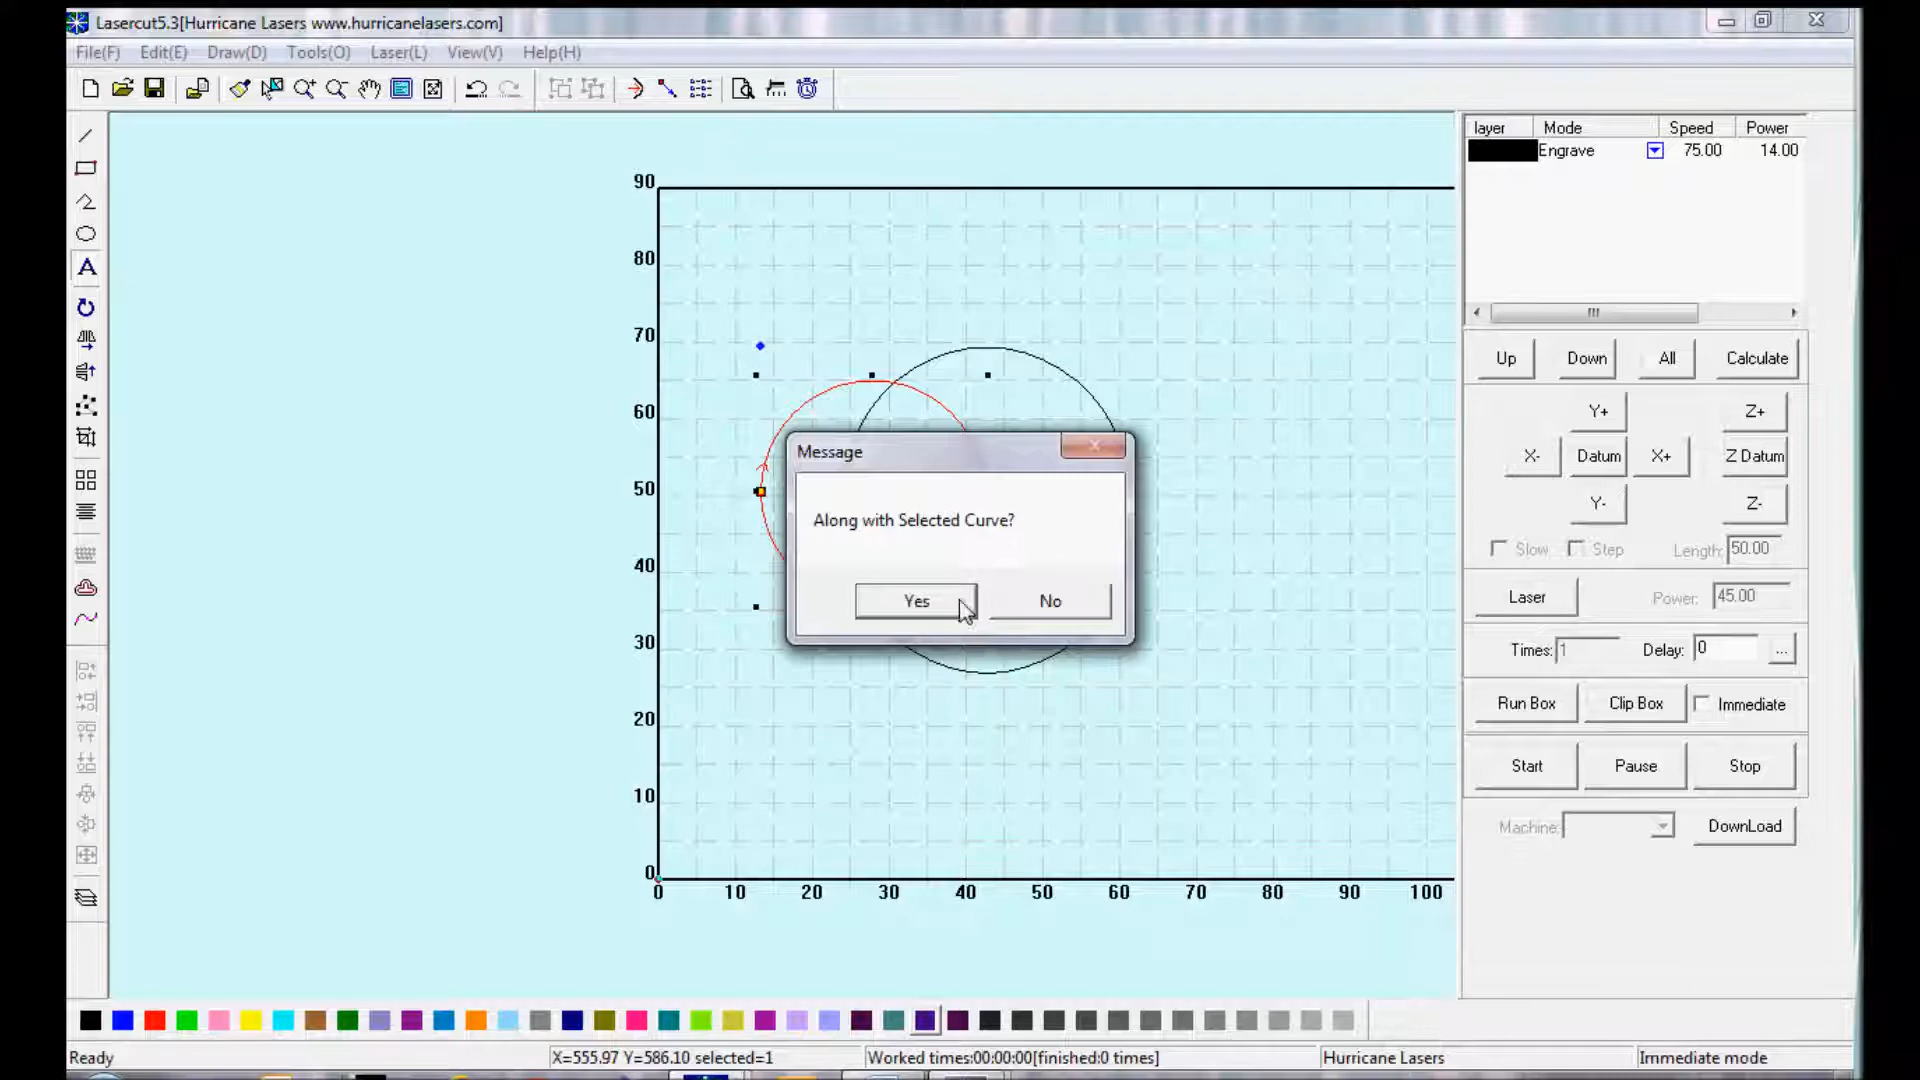 Lasercut5.3[Hurricane Lasers www.hurricanelasers.com]
File(F) Edit(E) Draw(D) Tools(O) Laser(L) View(V) Help(H)
layer Mode Speed Power
Engrave 75.00 14.00
90
80
70
60
50
40
30
20
10
0
0 10 20 30 40 50 60 70 80 90 100
Message
Along with Selected Curve?
Yes No
Up Down All Calculate
Y+ Z+
X- Datum X+ Z Datum
Y- Z-
Slow Step Length: 50.00
Laser Power: 45.00
Times: 1 Delay: 0 ...
Run Box Clip Box Immediate
Start Pause Stop
Machine: DownLoad
Ready X=555.97 Y=586.10 selected=1 Worked times:00:00:00[finished:0 times] Hurricane Lasers Immediate mode